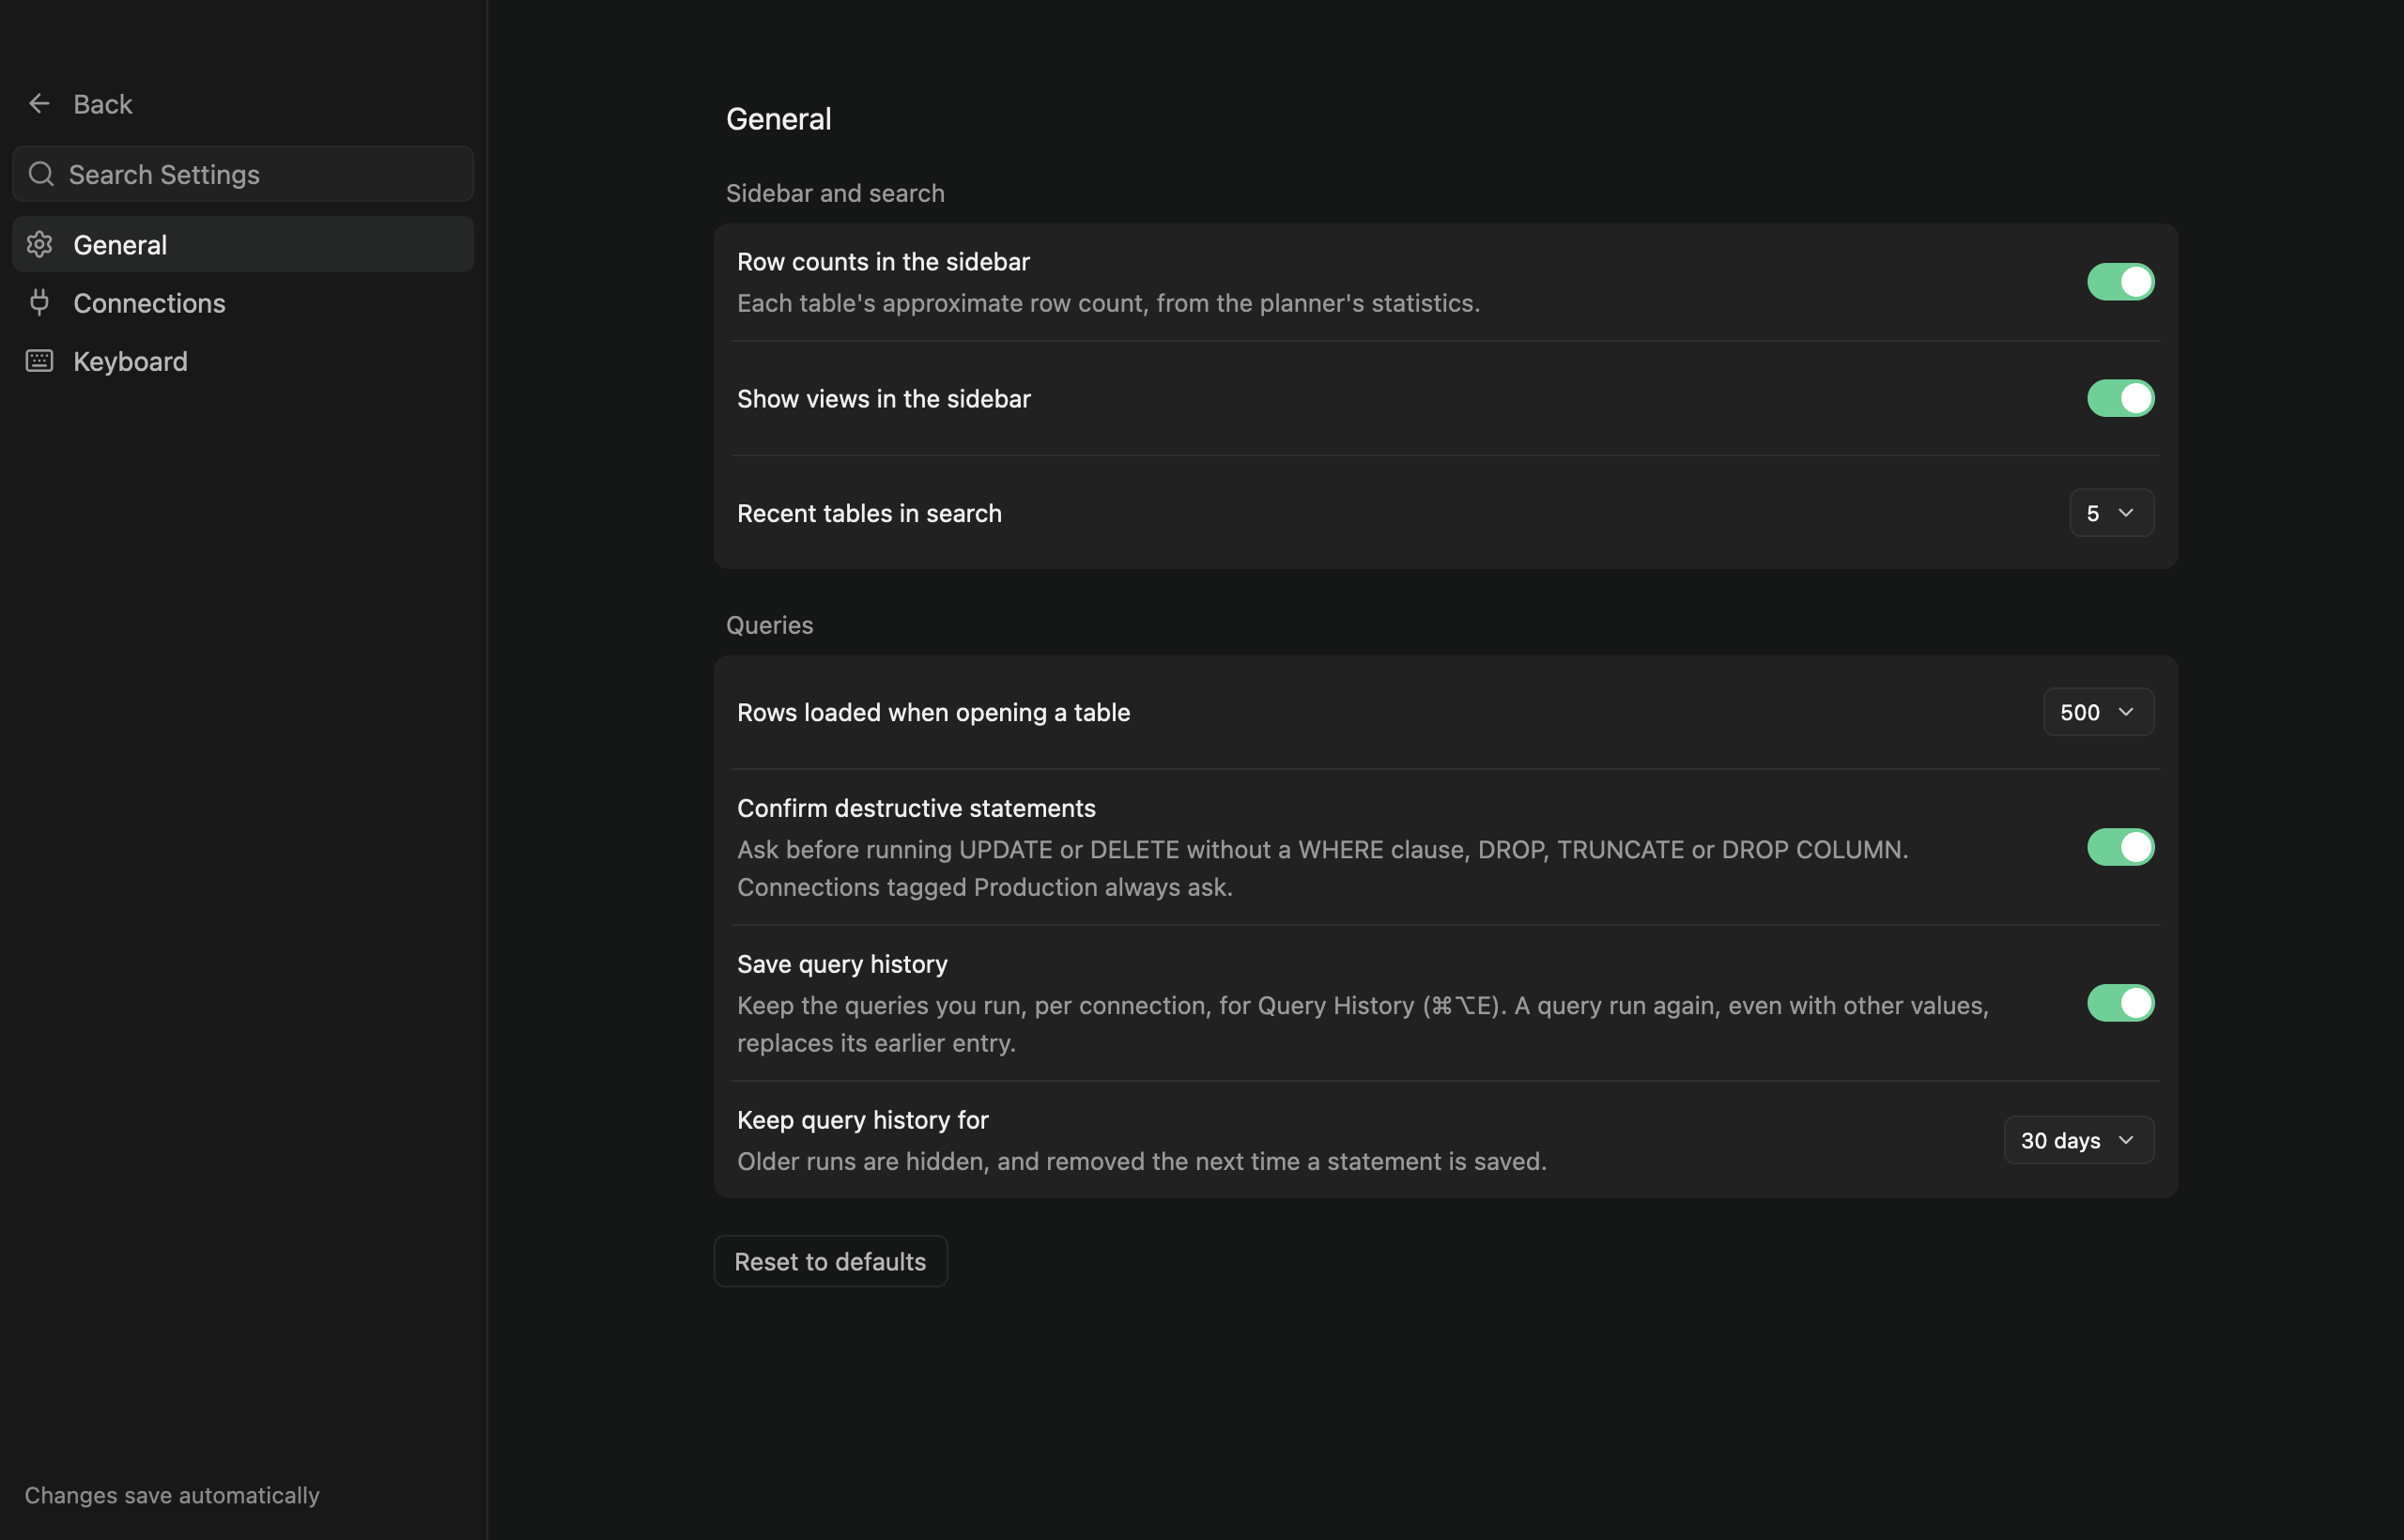 Back
Search Settings
General
Connections
Keyboard
Changes save automatically
General
Sidebar and search
Row counts in the sidebar
Each table's approximate row count, from the planner's statistics.
Show views in the sidebar
Recent tables in search
5
Queries
Rows loaded when opening a table
500
Confirm destructive statements
Ask before running UPDATE or DELETE without a WHERE clause, DROP, TRUNCATE or DROP COLUMN.
Connections tagged Production always ask.
Save query history
Keep the queries you run, per connection, for Query History (⌘⌥E). A query run again, even with other values,
replaces its earlier entry.
Keep query history for
Older runs are hidden, and removed the next time a statement is saved.
30 days
Reset to defaults